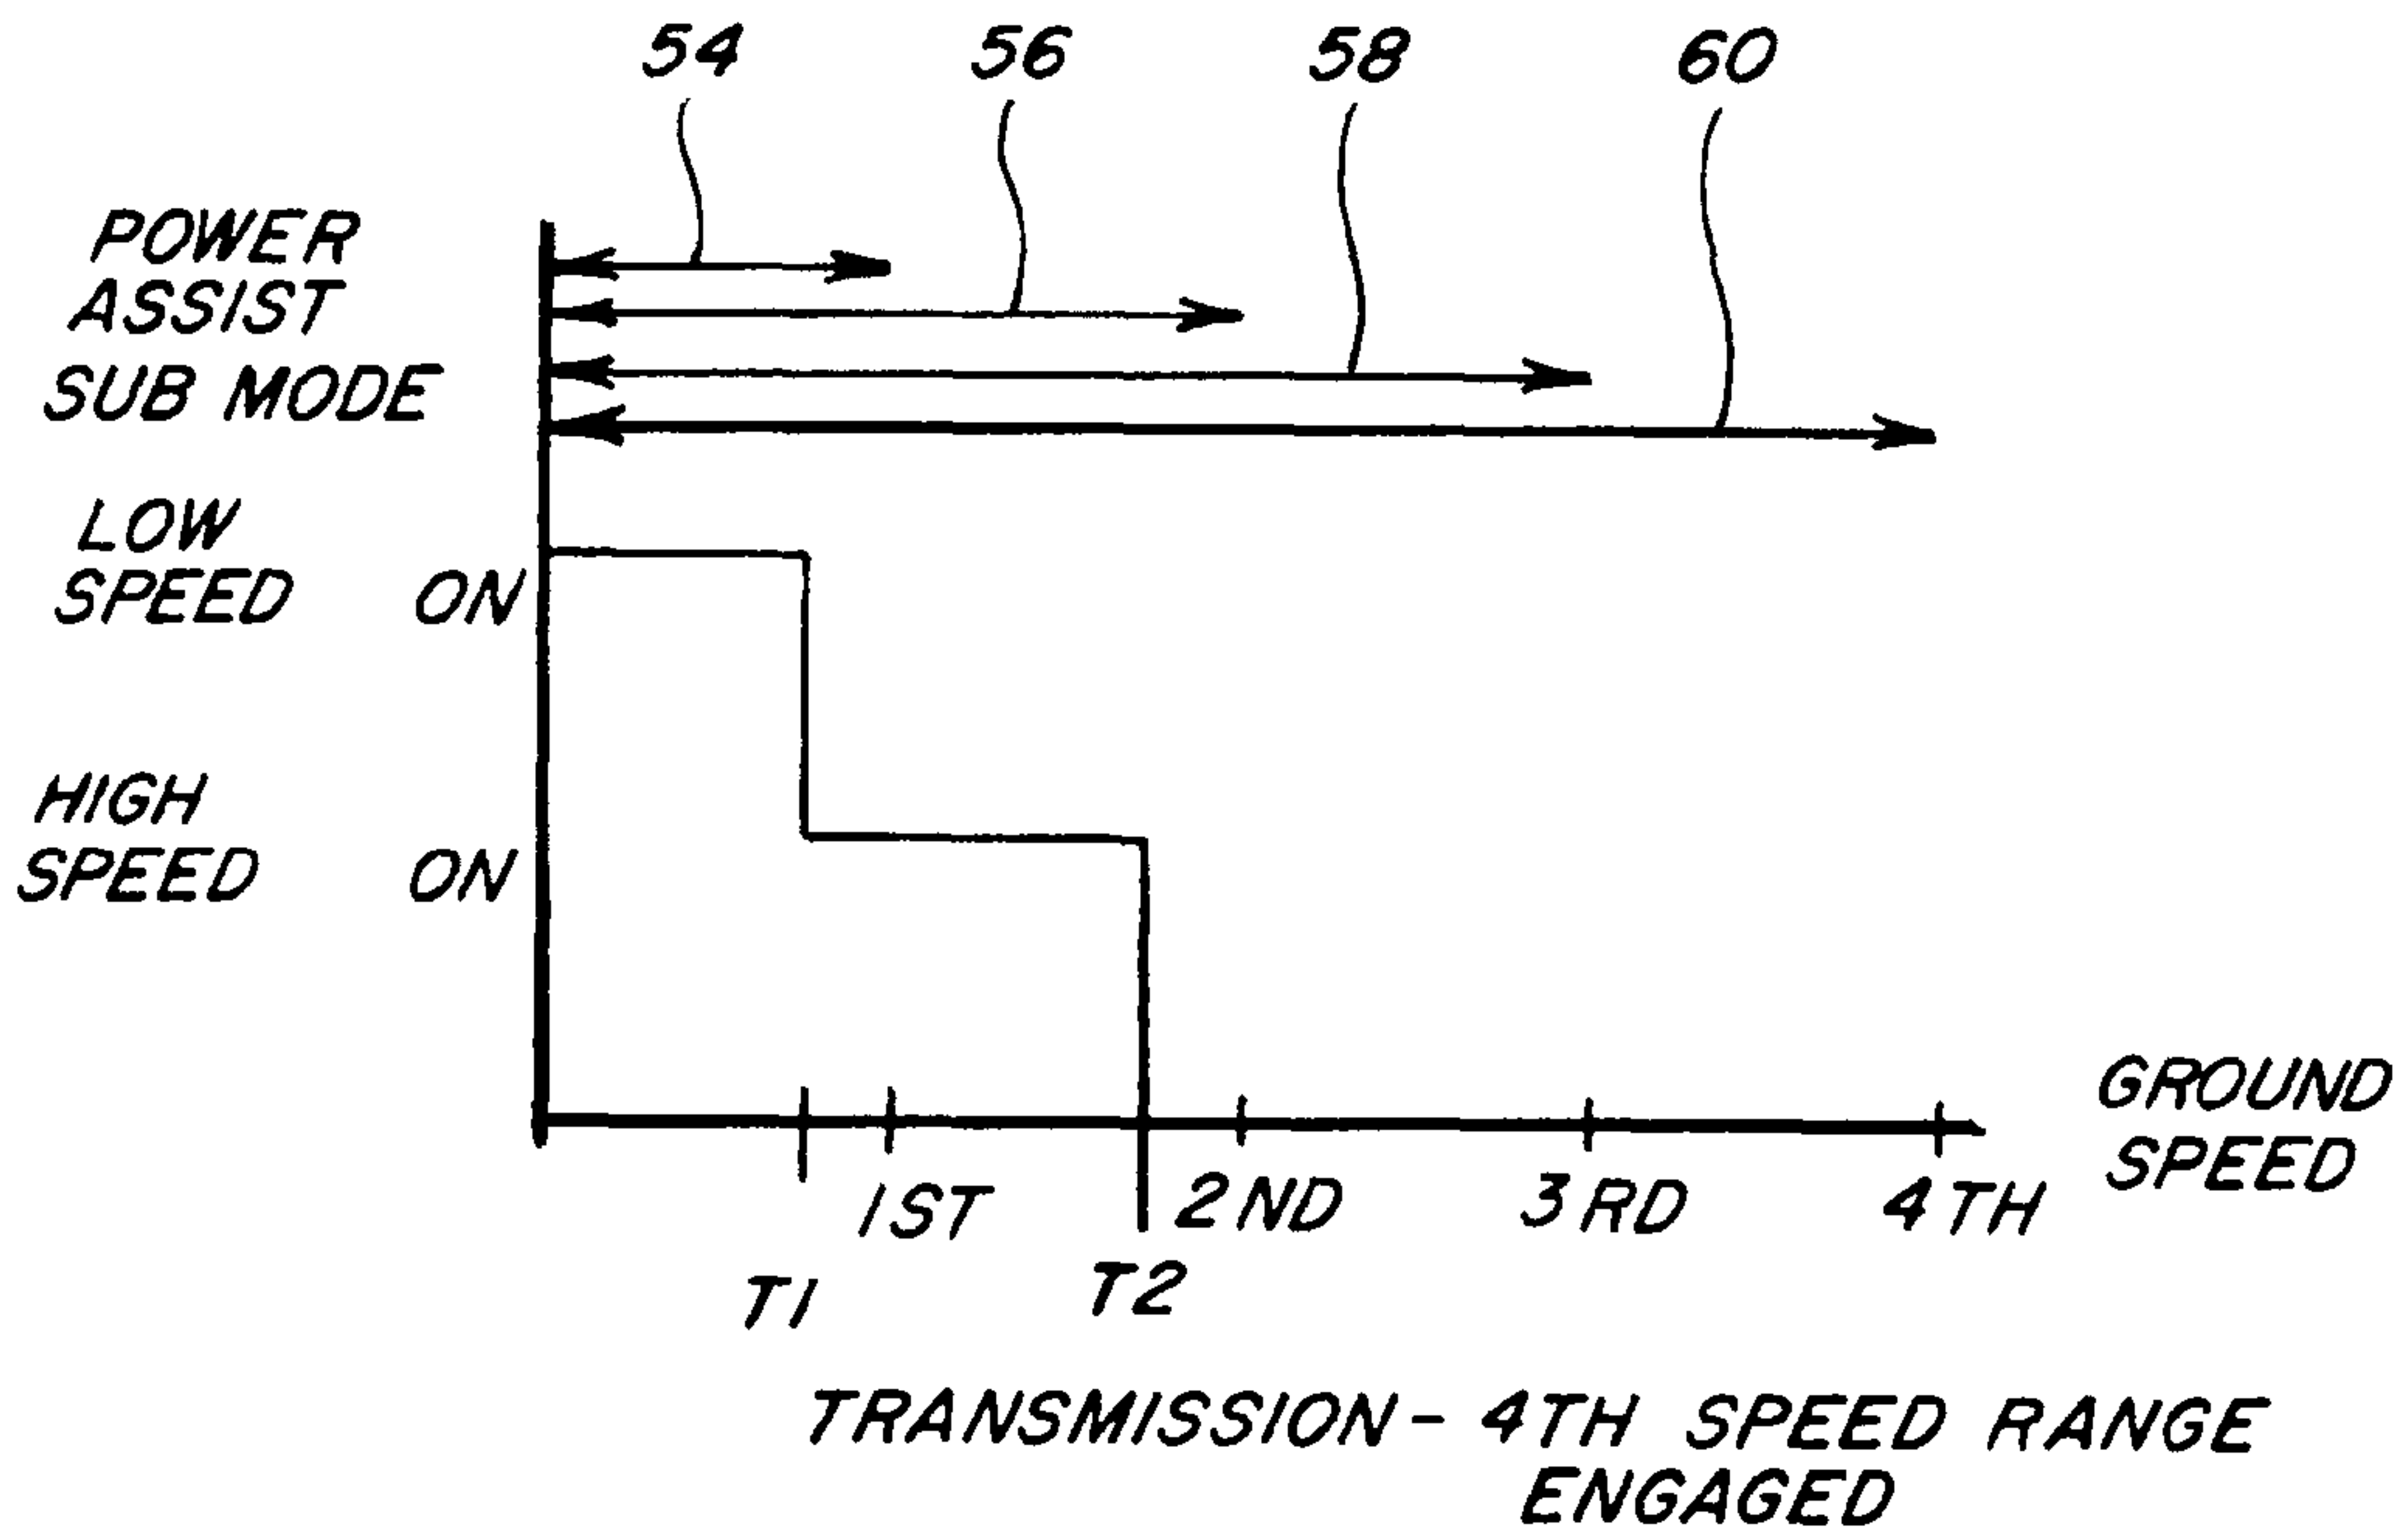 54 56 58 60
POWER
ASSIST
SUB MODE
LOW
SPEED ON
HIGH
SPEED ON
GROUND
SPEED
1ST 2ND 3RD 4TH
T1 T2
TRANSMISSION- 4TH SPEED RANGE
ENGAGED